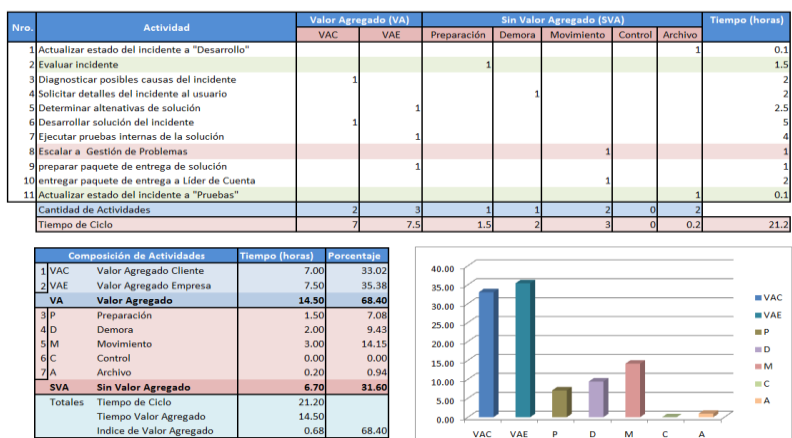 Nro. Actividad Valor Agregado (VA) Sin Valor Agregado (SVA) Tiempo (horas)
VAC VAE Preparación Demora Movimiento Control Archivo
1 Actualizar estado del incidente a "Desarrollo" 1 0.1
2 Evaluar incidente 1 1.5
3 Diagnosticar posibles causas del incidente 1 2
4 Solicitar detalles del incidente al usuario 1 2
5 Determinar altenativas de solución 1 2.5
6 Desarrollar solución del incidente 1 5
7 Ejecutar pruebas internas de la solución 1 4
8 Escalar a Gestión de Problemas 1 1
9 preparar paquete de entrega de solución 1 1
10 entregar paquete de entrega a Líder de Cuenta 1 2
11 Actualizar estado del incidente a "Pruebas" 1 0.1
Cantidad de Actividades 2 3 1 1 2 0 2
Tiempo de Ciclo 7 7.5 1.5 2 3 0 0.2 21.2
Composición de Actividades Tiempo (horas) Porcentaje
1 VAC Valor Agregado Cliente 7.00 33.02
2 VAE Valor Agregado Empresa 7.50 35.38
VA Valor Agregado 14.50 68.40
3 P Preparación 1.50 7.08
4 D Demora 2.00 9.43
5 M Movimiento 3.00 14.15
6 C Control 0.00 0.00
7 A Archivo 0.20 0.94
SVA Sin Valor Agregado 6.70 31.60
Totales Tiempo de Ciclo 21.20
Tiempo Valor Agregado 14.50
Indice de Valor Agregado 0.68 68.40
40.00
35.00
30.00
25.00
20.00
15.00
10.00
5.00
0.00
VAC VAE P D M C A
VAC
VAE
P
D
M
C
A